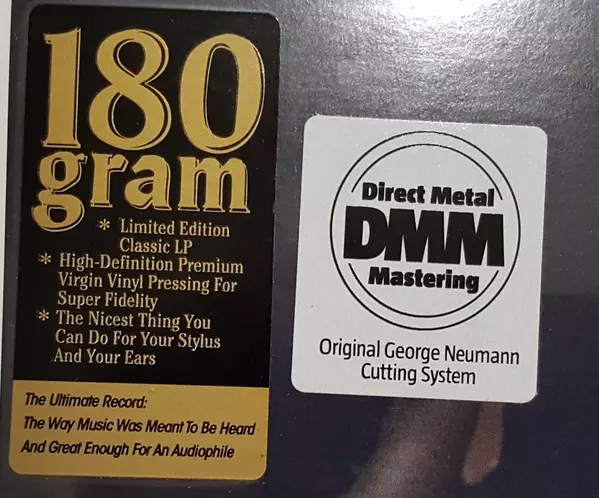 180
gram
* Limited Edition
Classic LP
* High-Definition Premium
Virgin Vinyl Pressing For
Super Fidelity
* The Nicest Thing You
Can Do For Your Stylus
And Your Ears
The Ultimate Record:
The Way Music Was Meant To Be Heard
And Great Enough For An Audiophile
Direct Metal
DMM
Mastering
Original George Neumann
Cutting System